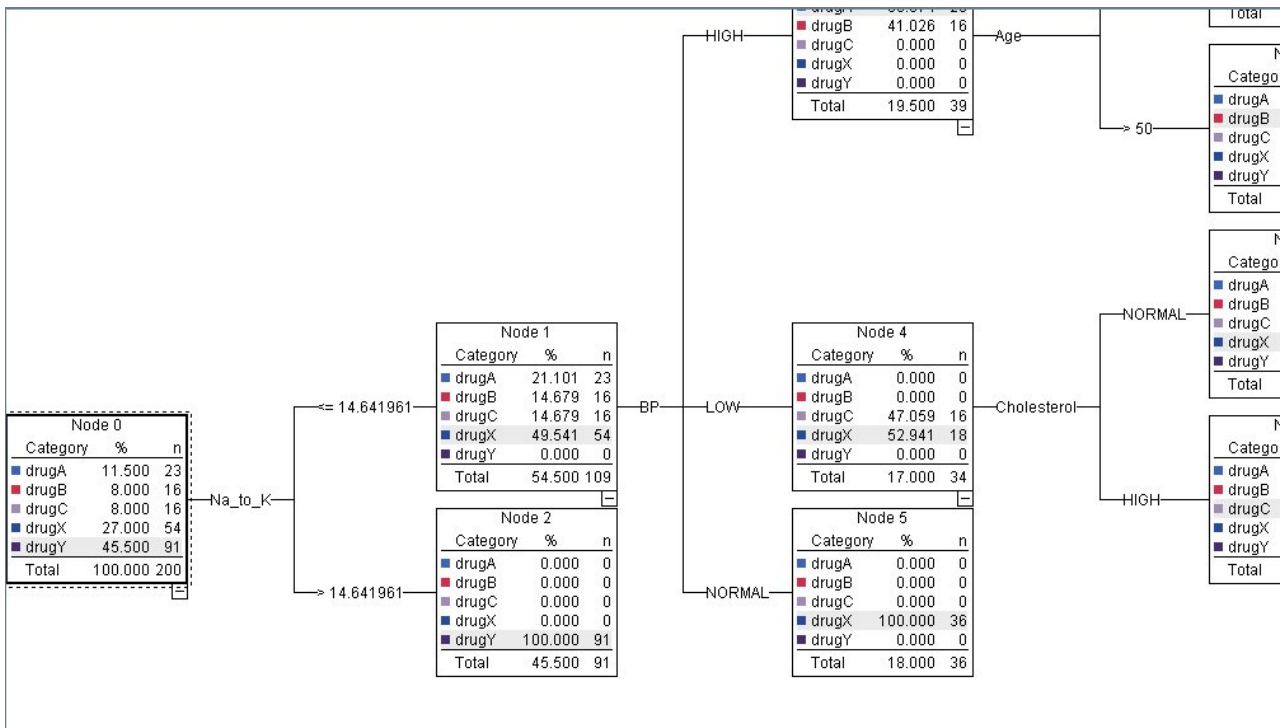 drugB 41.026 16
drugC 0.000 0
drugX 0.000 0
drugY 0.000 0
Total 19.500 39
HIGH
Age
> 50
Total
Catego
drugA
drugB
drugC
drugX
drugY
Total
Catego
drugA
drugB
drugC
drugX
drugY
Total
Catego
drugA
drugB
drugC
drugX
drugY
Total
NORMAL
HIGH
Cholesterol
Node 4
Category % n
drugA 0.000 0
drugB 0.000 0
drugC 47.059 16
drugX 52.941 18
drugY 0.000 0
Total 17.000 34
LOW
Node 5
Category % n
drugA 0.000 0
drugB 0.000 0
drugC 0.000 0
drugX 100.000 36
drugY 0.000 0
Total 18.000 36
NORMAL
BP
Node 1
Category % n
drugA 21.101 23
drugB 14.679 16
drugC 14.679 16
drugX 49.541 54
drugY 0.000 0
Total 54.500 109
<= 14.641961
Node 2
Category % n
drugA 0.000 0
drugB 0.000 0
drugC 0.000 0
drugX 0.000 0
drugY 100.000 91
Total 45.500 91
> 14.641961
Na_to_K
Node 0
Category % n
drugA 11.500 23
drugB 8.000 16
drugC 8.000 16
drugX 27.000 54
drugY 45.500 91
Total 100.000 200